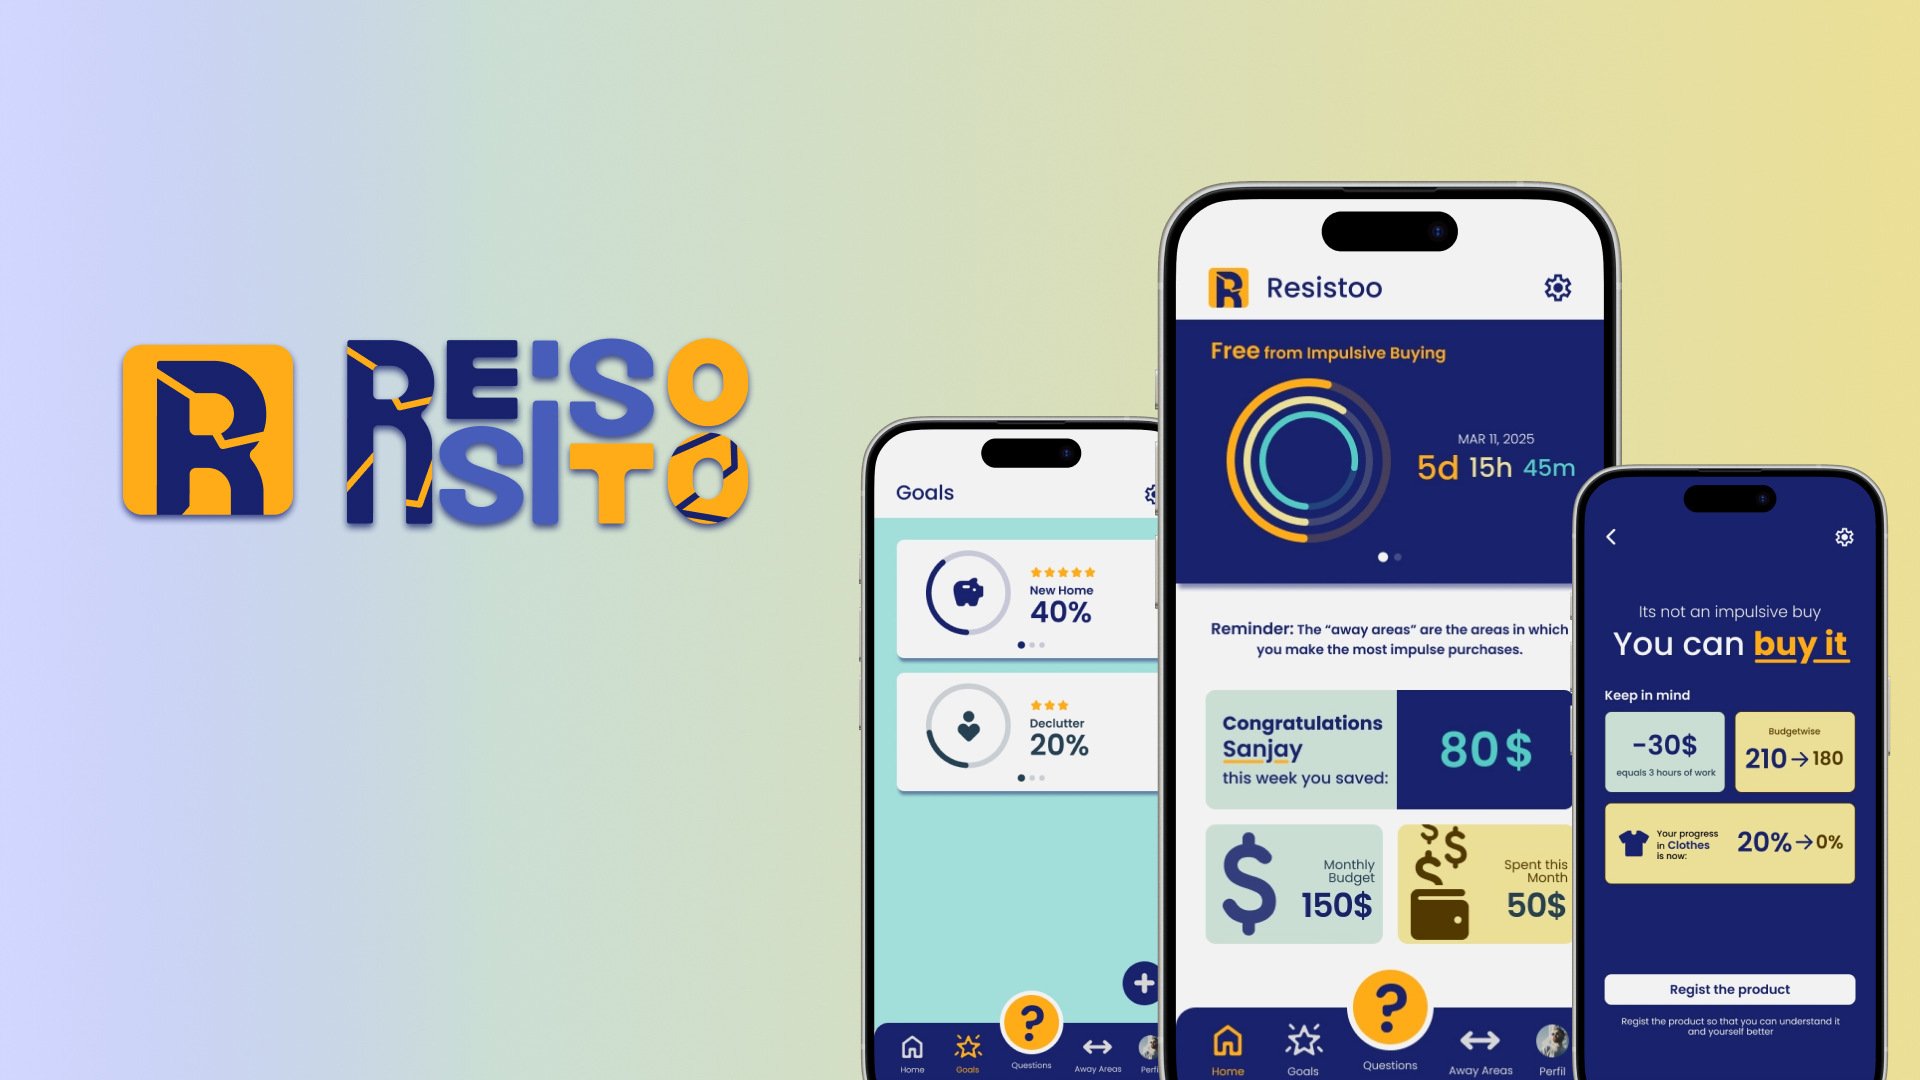 R
REISO
RSITO
Goals
New Home
40%
Declutter
20%
Home
Goals
?
Questions
Away Areas
Perfi
R
Resistoo
Free from Impulsive Buying
MAR 11, 2025
5d 15h 45m
Reminder: The “away areas” are the areas in which
you make the most impulse purchases.
Congratulations
Sanjay
this week you saved:
80$
$
Monthly
Budget
150$
$
$
$
Spent this
Month
50$
Home
Goals
?
Questions
Away Areas
Perfil
Its not an impulsive buy
You can buy it
Keep in mind
-30$
equals 3 hours of work
Budgetwise
210→180
Your progress
in Clothes
is now:
20%→0%
Regist the product
Regist the product so that you can understand it
and yourself better